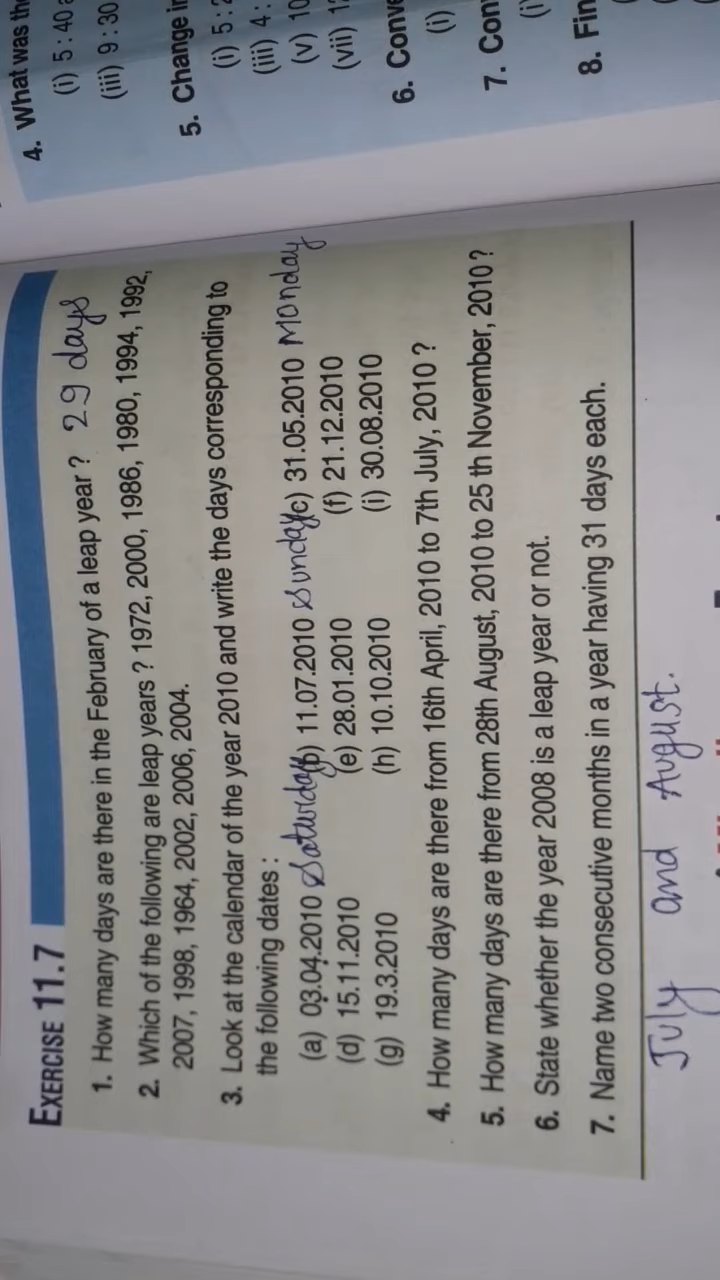 4. What was th
(i) 5 : 40 a
(iii) 9 : 30
5. Change in
(i) 5 : 2
(iii) 4 :
(v) 10
(vii) 12
6. Conve
(i)
7. Con
(i
8. Fin
EXERCISE 11.7
1. How many days are there in the February of a leap year ? 29 days
2. Which of the following are leap years ? 1972, 2000, 1986, 1980, 1994, 1992,
2007, 1998, 1964, 2002, 2006, 2004.
3. Look at the calendar of the year 2010 and write the days corresponding to
the following dates :
(a) 03.04.2010 Saturday (b) 11.07.2010 Sunday (c) 31.05.2010 Monday
(d) 15.11.2010 (e) 28.01.2010 (f) 21.12.2010
(g) 19.3.2010 (h) 10.10.2010 (i) 30.08.2010
4. How many days are there from 16th April, 2010 to 7th July, 2010 ?
5. How many days are there from 28th August, 2010 to 25 th November, 2010 ?
6. State whether the year 2008 is a leap year or not.
7. Name two consecutive months in a year having 31 days each.
July and August.